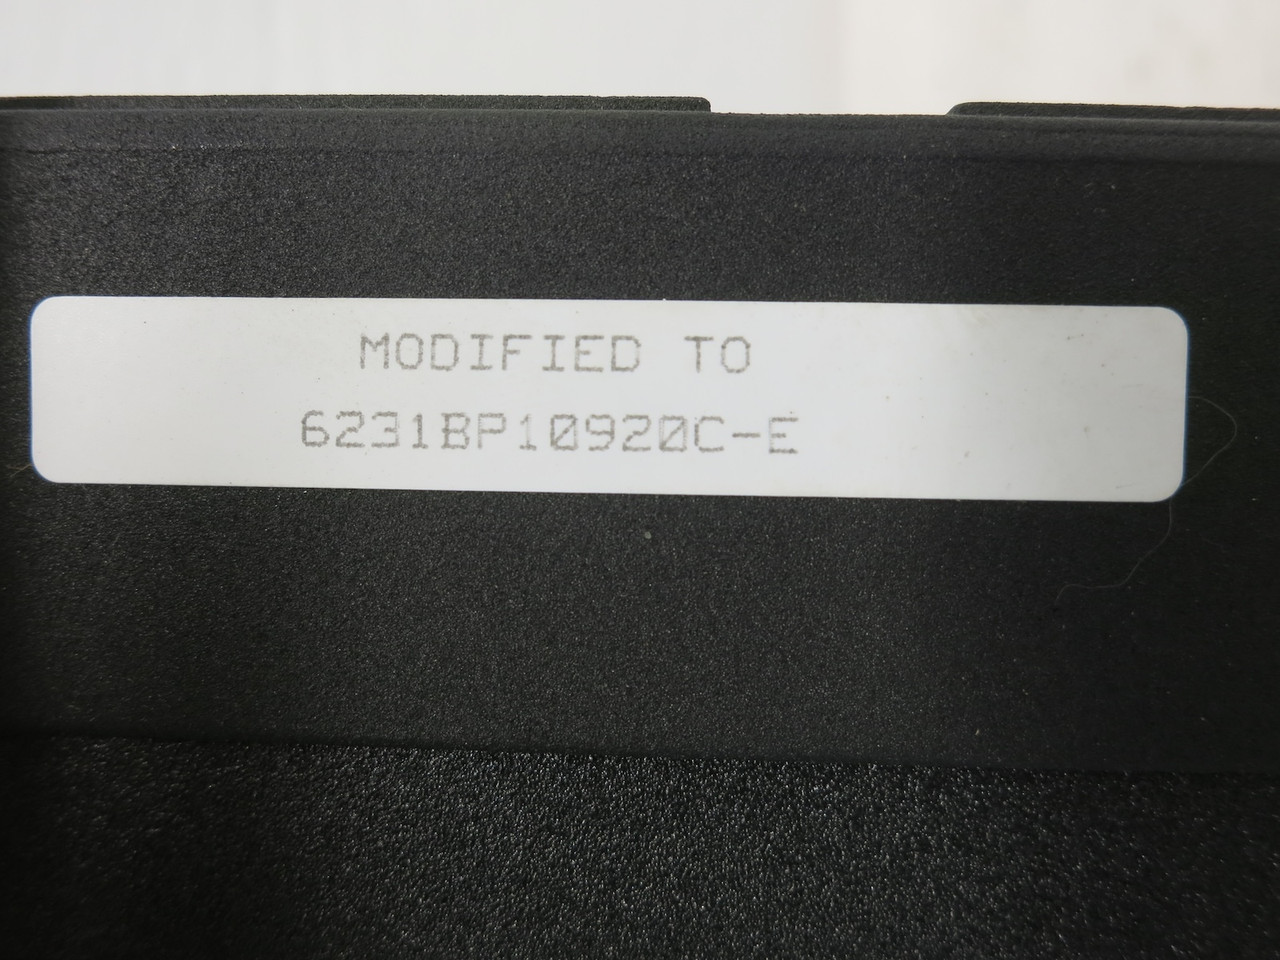 MODIFIED TO
6231BP10920C-E